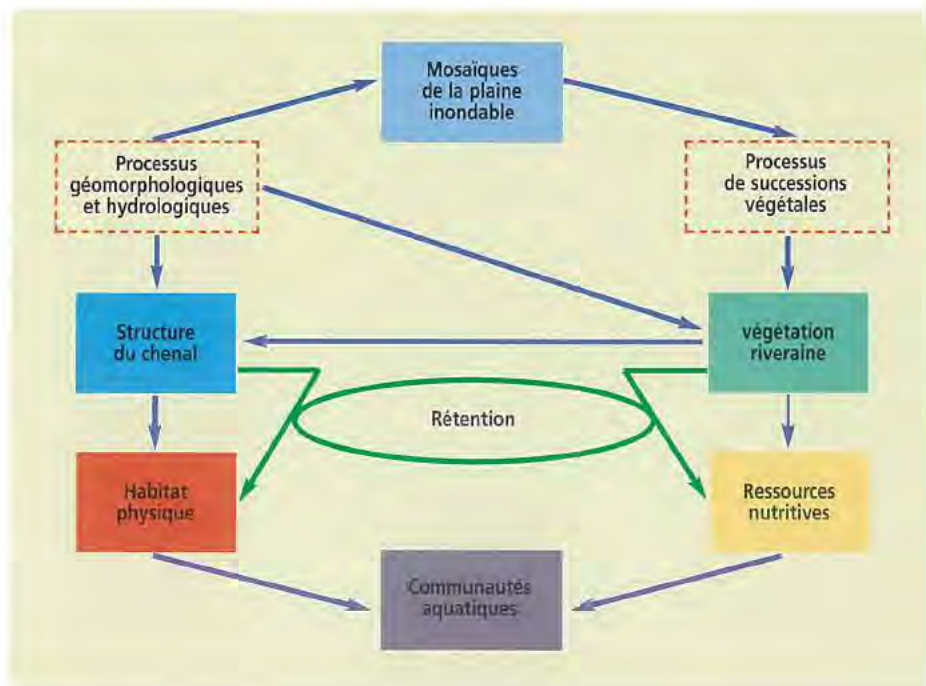 Mosaïques
de la plaine
inondable
Processus
géomorphologiques
et hydrologiques
Processus
de successions
végétales
Structure
du chenal
végétation
riveraine
Rétention
Habitat
physique
Ressources
nutritives
Communautés
aquatiques